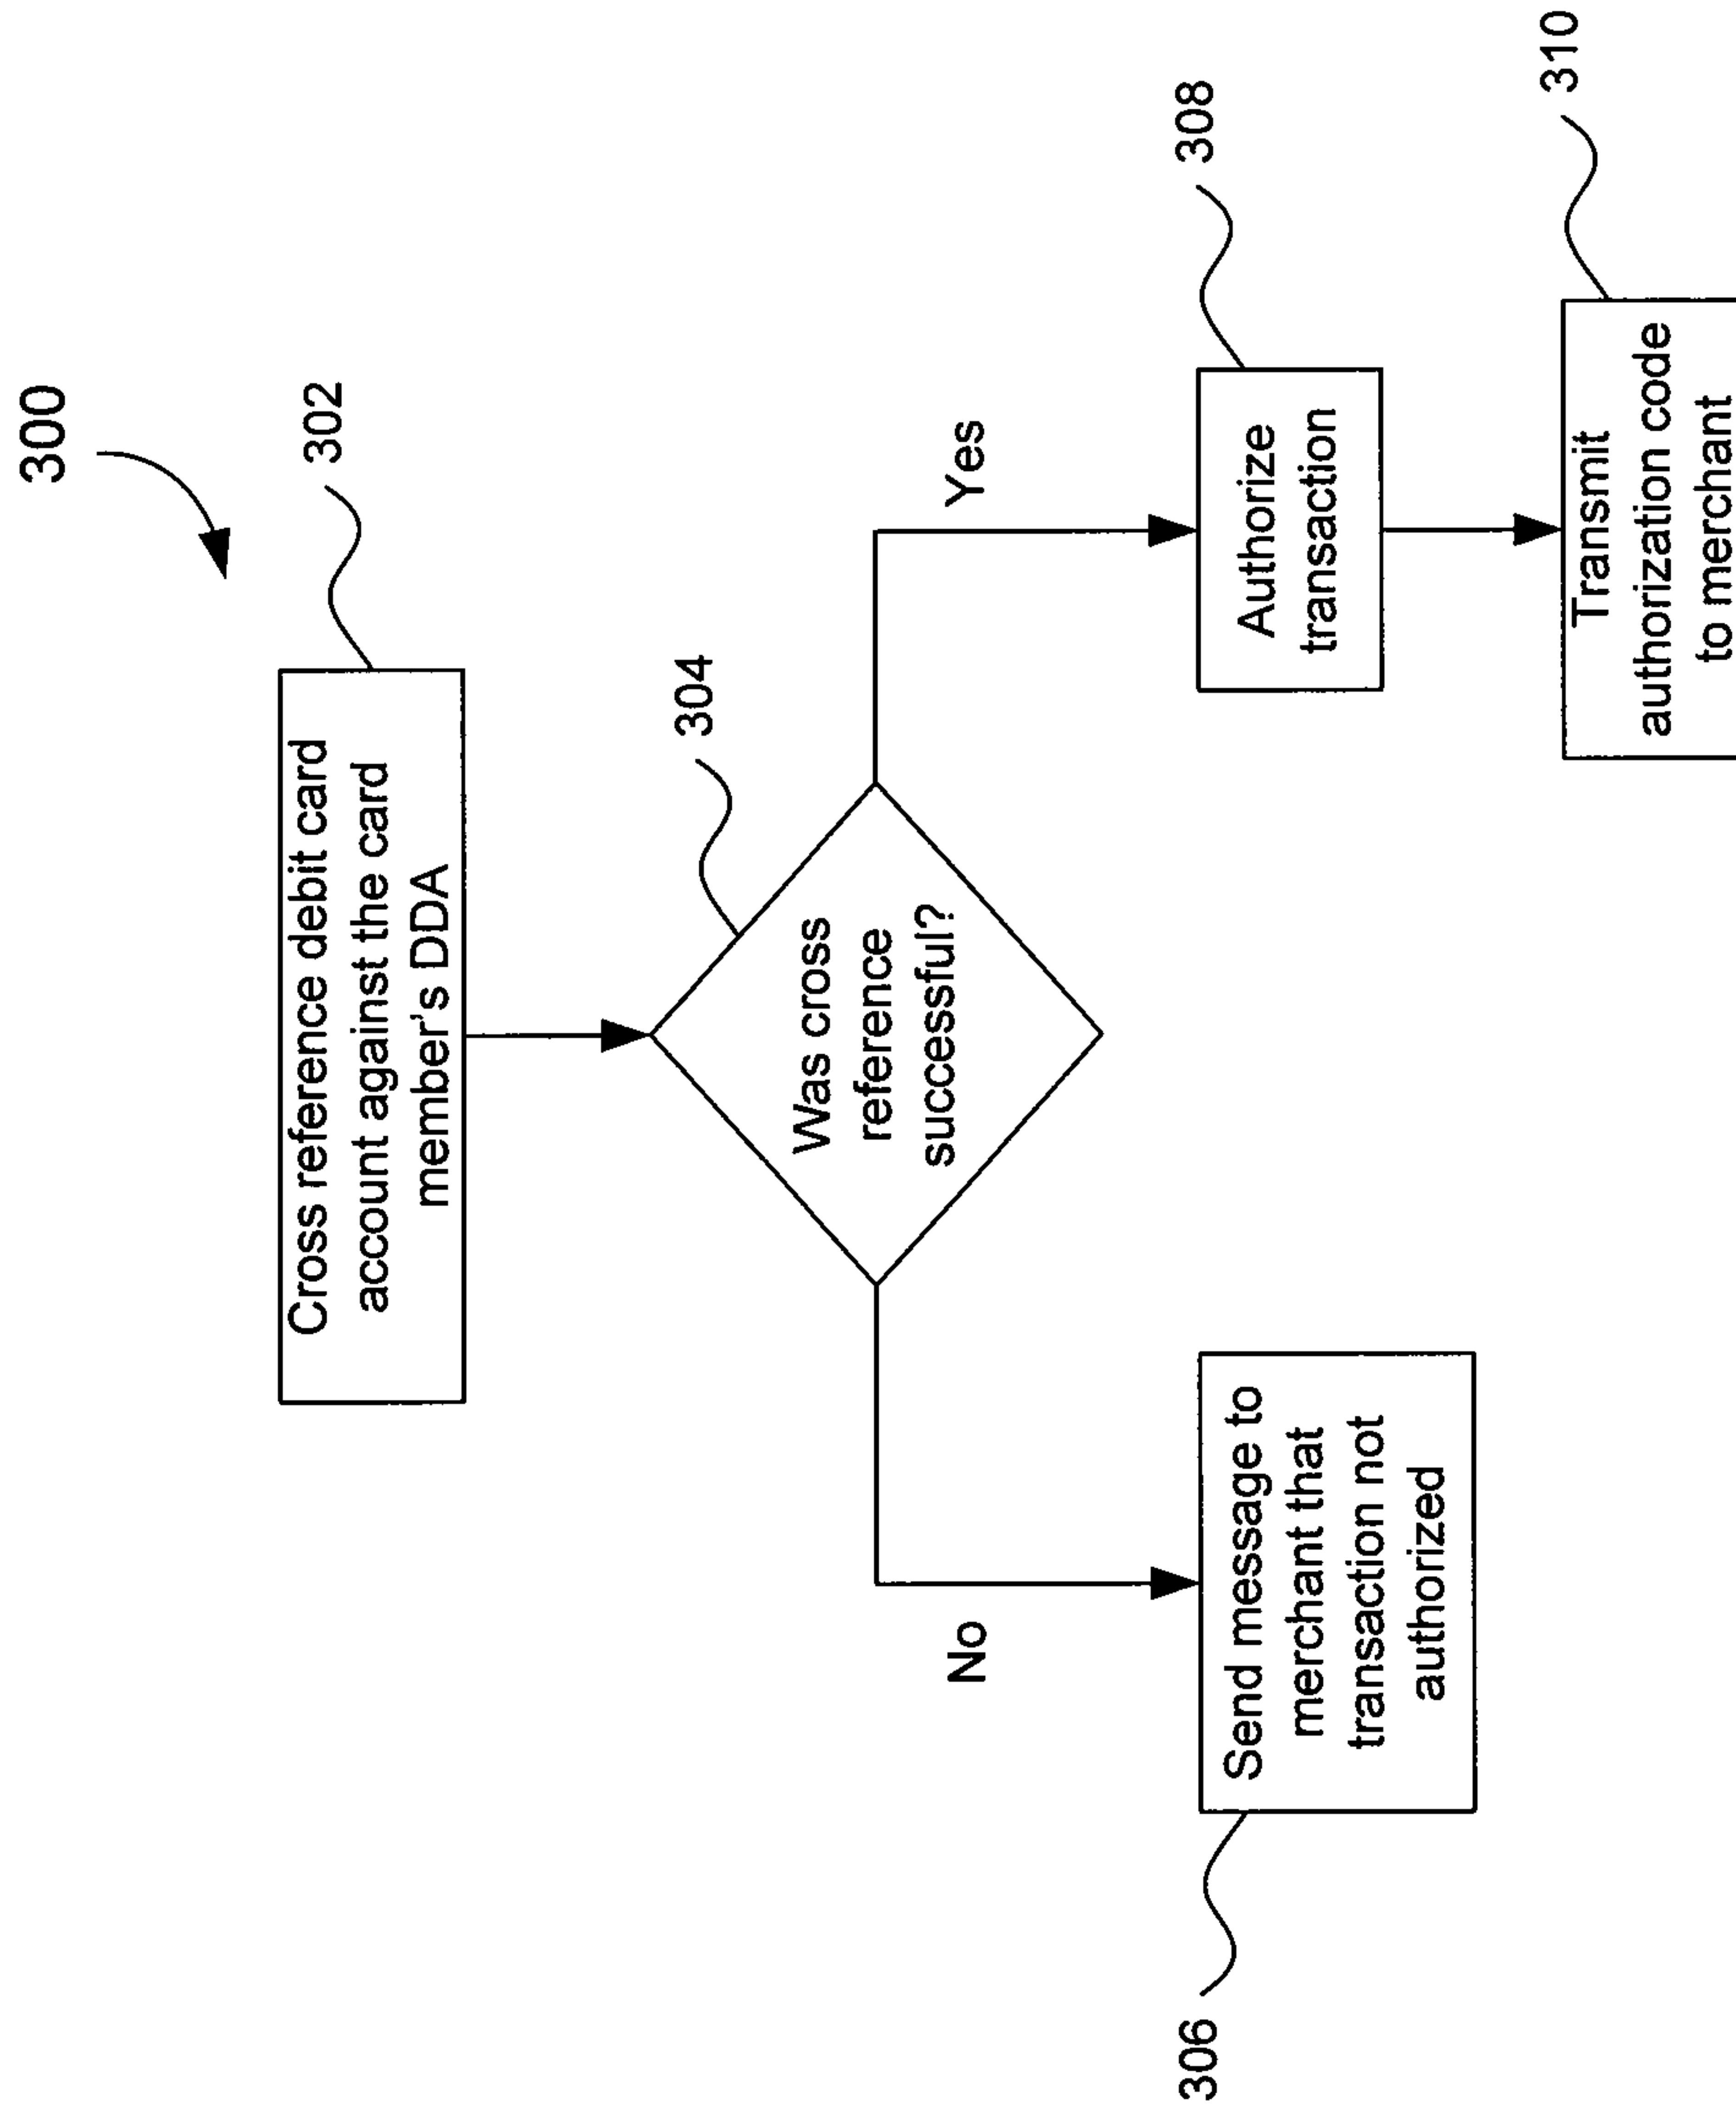 300
302
Cross reference debit card
account against the card
member's DDA
304
Was cross
reference
successful?
No
Yes
306
Send message to
merchant that
transaction not
authorized
308
Authorize
transaction
310
Transmit
authorization code
to merchant